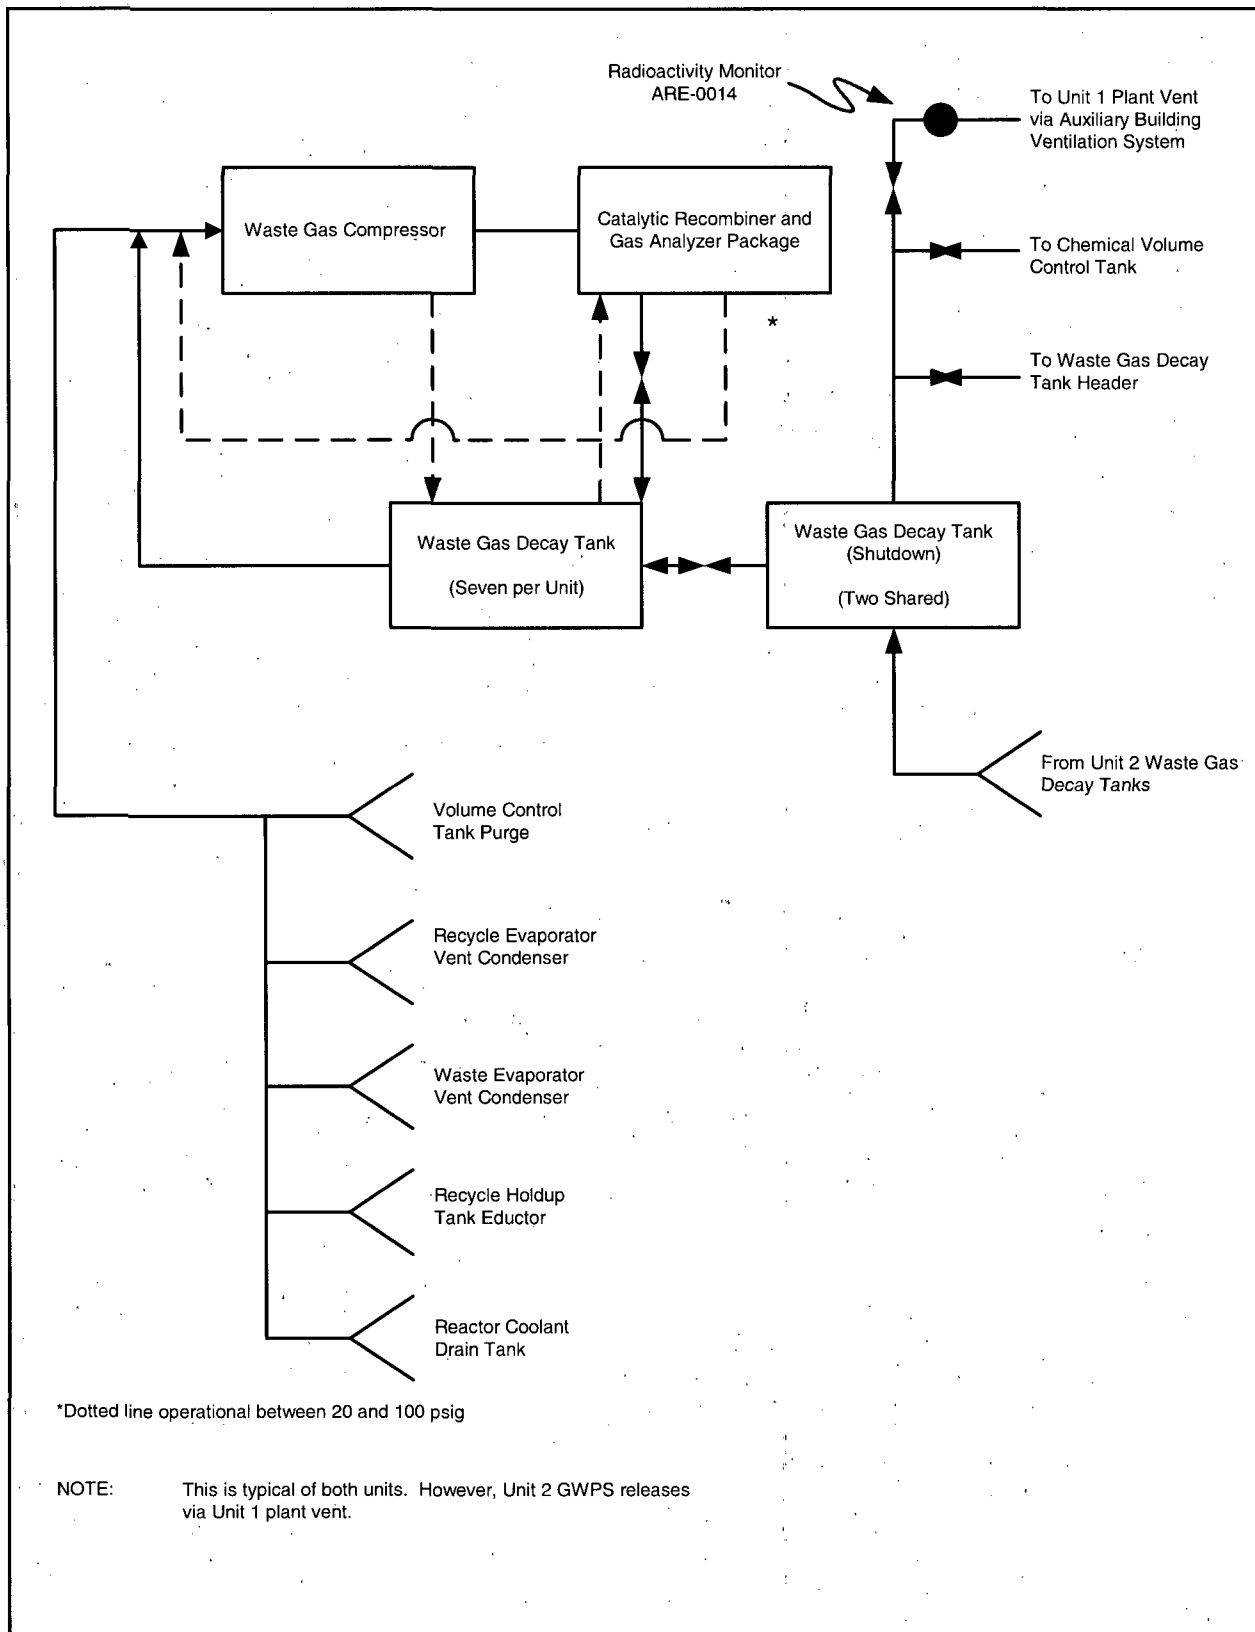 Radioactivity Monitor
ARE-0014
To Unit 1 Plant Vent
via Auxiliary Building
Ventilation System
Waste Gas Compressor
Catalytic Recombiner and
Gas Analyzer Package
To Chemical Volume
Control Tank
*
To Waste Gas Decay
Tank Header
Waste Gas Decay Tank
(Seven per Unit)
Waste Gas Decay Tank
(Shutdown)
(Two Shared)
From Unit 2 Waste Gas
Decay Tanks
Volume Control
Tank Purge
Recycle Evaporator
Vent Condenser
Waste Evaporator
Vent Condenser
Recycle Holdup
Tank Eductor
Reactor Coolant
Drain Tank
*Dotted line operational between 20 and 100 psig
NOTE: This is typical of both units. However, Unit 2 GWPS releases
via Unit 1 plant vent.